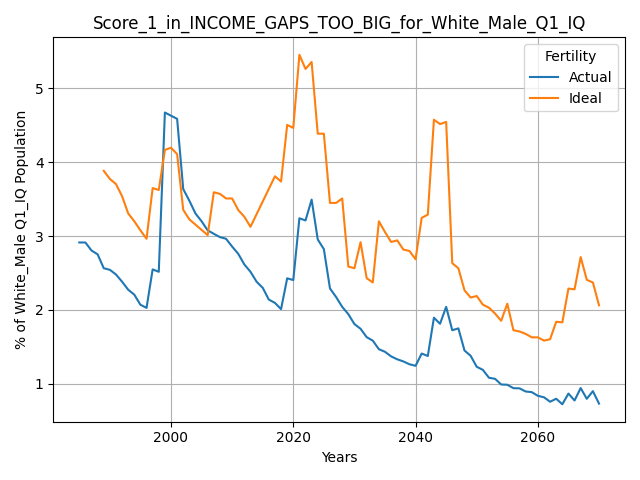 Score_1_in_INCOME_GAPS_TOO_BIG_for_White_Male_Q1_IQ
Fertility
Actual
Ideal
% of White_Male Q1_IQ Population
5
4
3
2
1
2000 2020 2040 2060
Years